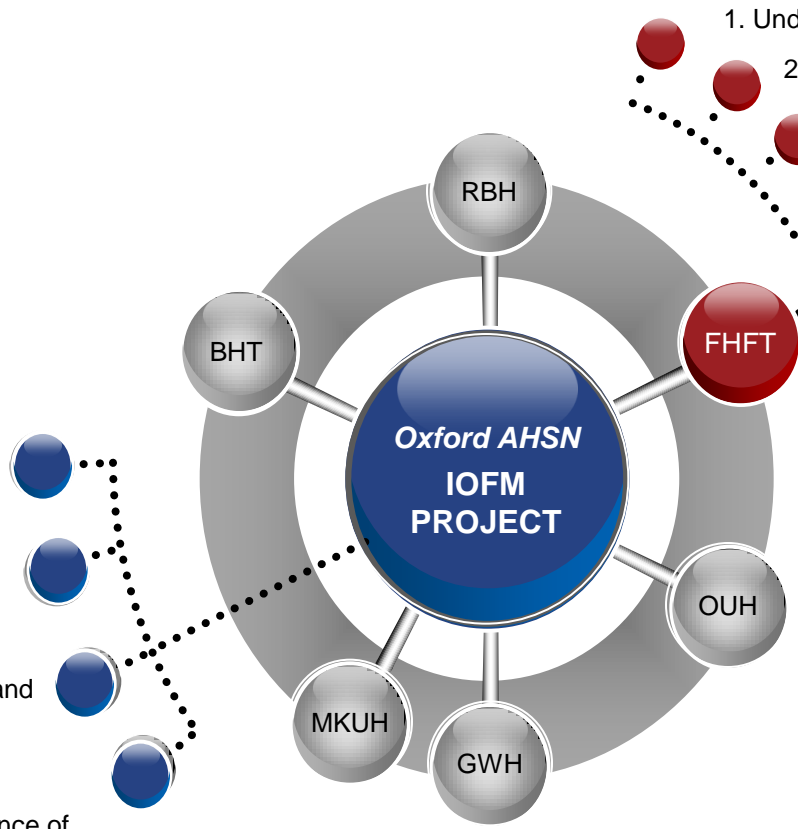 1. Und
2
RBH
BHT
FHFT
Oxford AHSN
IOFM
PROJECT
OUH
and
MKUH
GWH
nce of